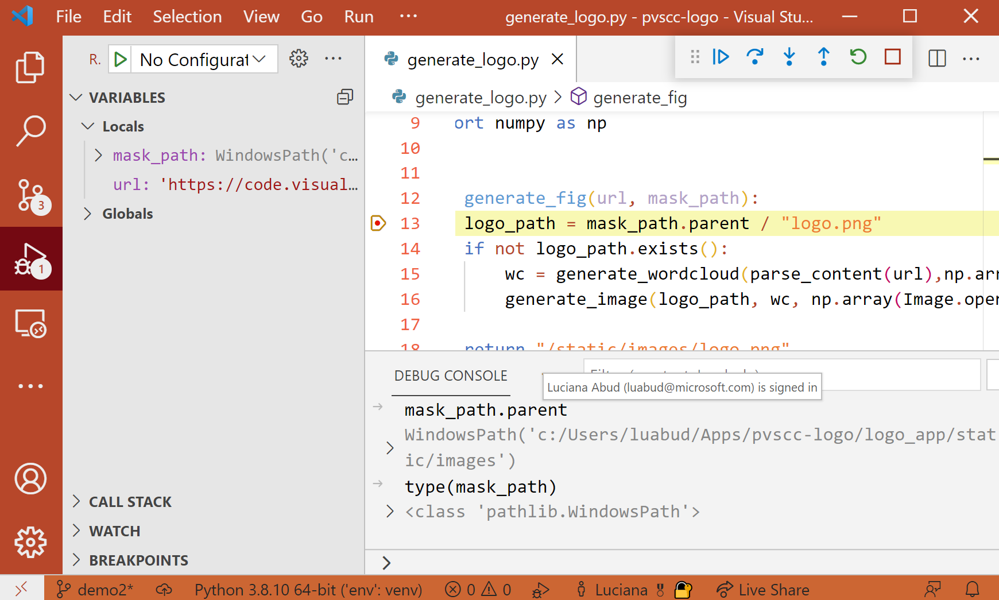 File Edit Selection View Go Run ···
generate_logo.py - pvscc-logo - Visual Stu...
R. No Configurat
generate_logo.py
VARIABLES
generate_logo.py > generate_fig
Locals
mask_path: WindowsPath('c...
url: 'https://code.visual...
Globals
9 ort numpy as np
10
11
12 generate_fig(url, mask_path):
13 logo_path = mask_path.parent / "logo.png"
14 if not logo_path.exists():
15 wc = generate_wordcloud(parse_content(url),np.arr
16 generate_image(logo_path, wc, np.array(Image.oper
17
18 return "/static/images/logo.png"
3
1
DEBUG CONSOLE
Luciana Abud (luabud@microsoft.com) is signed in
mask_path.parent
WindowsPath('c:/Users/luabud/Apps/pvscc-logo/logo_app/stat
ic/images')
type(mask_path)
<class 'pathlib.WindowsPath'>
CALL STACK
WATCH
BREAKPOINTS
demo2* Python 3.8.10 64-bit ('env': venv) 0 0 Luciana Live Share